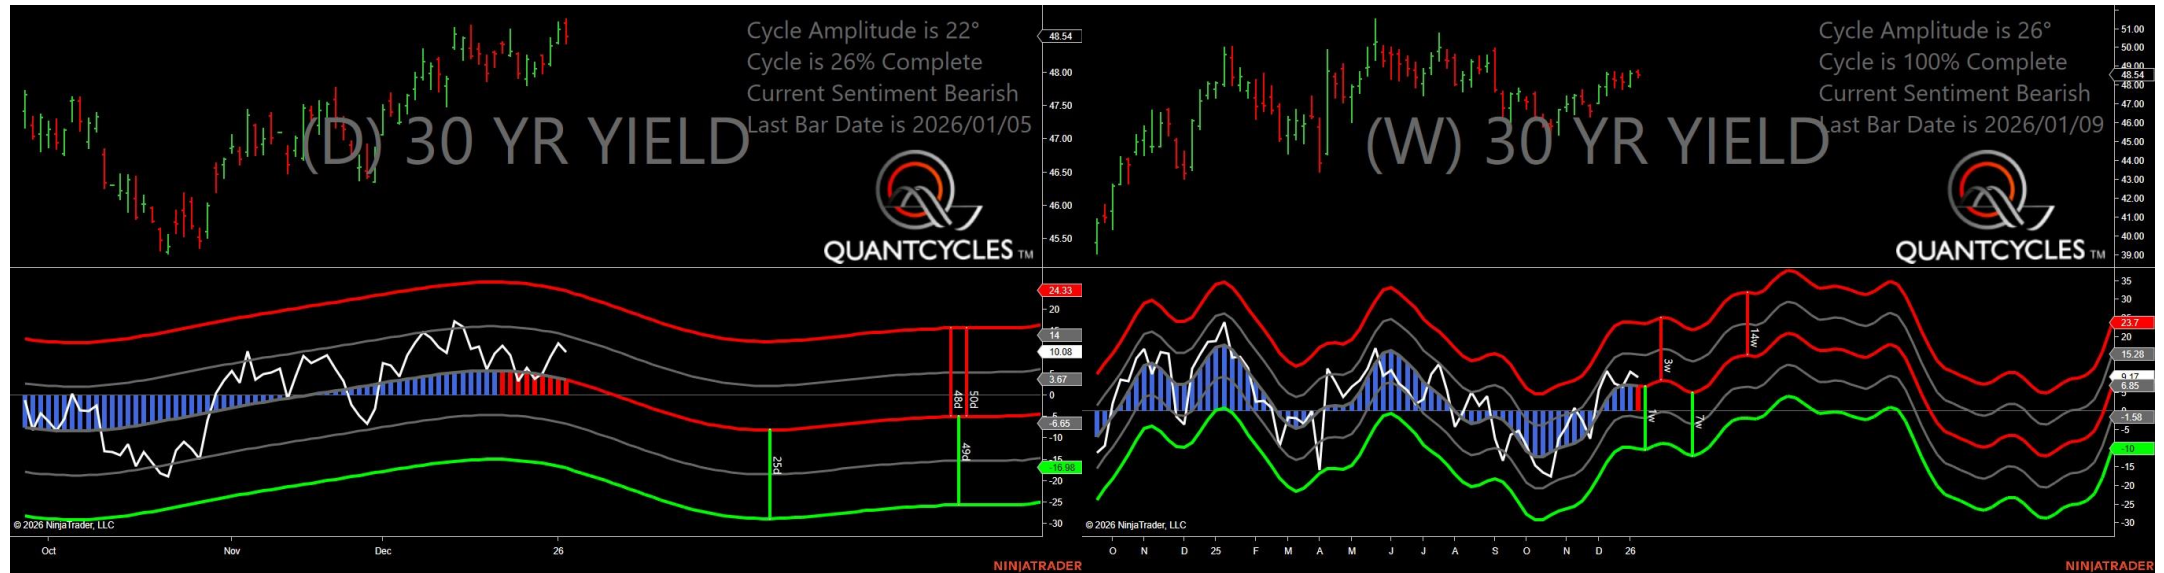 Cycle Amplitude is 22°
Cycle is 26% Complete
Current Sentiment Bearish
Last Bar Date is 2026/01/05
(D) 30 YR YIELD
QUANTCYCLES TM
48.54
48.00
47.50
47.00
46.50
46.00
45.50
24.33
20
14
10.08
3.67
0
-5
-6.65
-10
-15
-16.98
-20
-25
-30
25d
48d
50d
49d
© 2026 NinjaTrader, LLC
Oct
Nov
Dec
26
NINJATRADER
Cycle Amplitude is 26°
Cycle is 100% Complete
Current Sentiment Bearish
Last Bar Date is 2026/01/09
(W) 30 YR YIELD
QUANTCYCLES TM
51.00
50.00
49.00
48.54
48.00
47.00
46.00
45.00
44.00
43.00
42.00
41.00
40.00
39.00
35
30
23.7
20
15.28
9.17
6.85
-1.58
-5
-10
-15
-20
-25
-30
3w
14w
1w
7w
© 2026 NinjaTrader, LLC
O
N
D
25
F
M
A
M
J
J
A
S
O
N
D
26
NINJATRADER